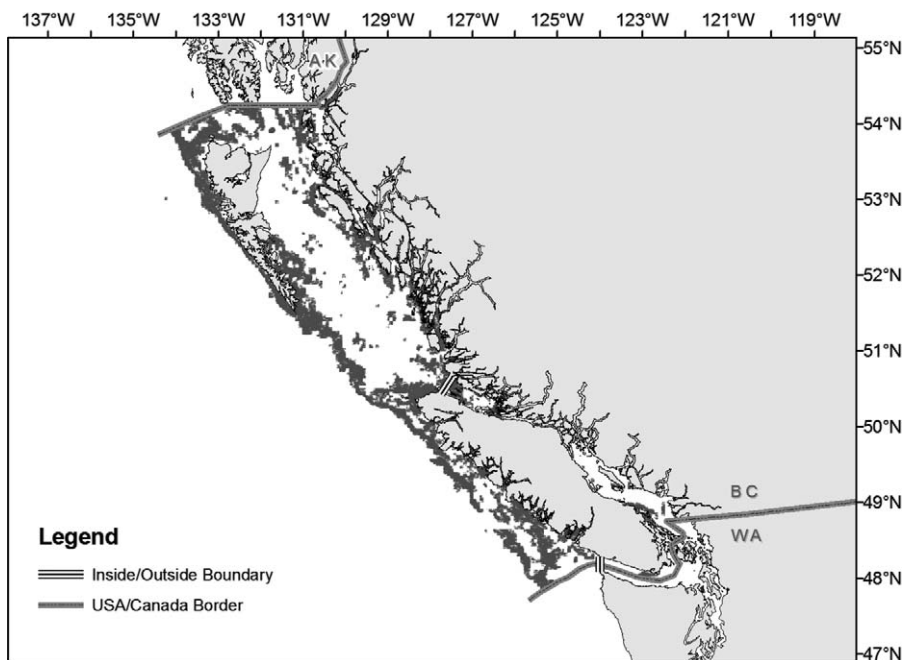 137°W 135°W 133°W 131°W 129°W 127°W 125°W 123°W 121°W 119°W
55°N
AK
54°N
53°N
52°N
51°N
50°N
BC
49°N
WA
Legend
Inside/Outside Boundary
48°N
USA/Canada Border
47°N